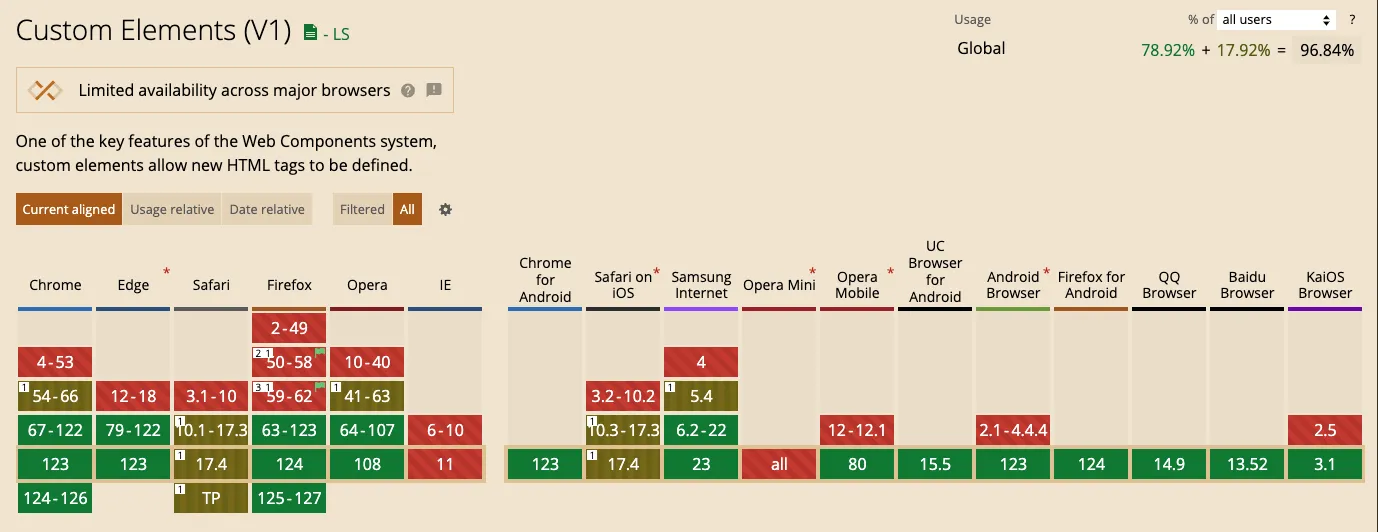 Custom Elements (V1) - LS
Usage % of all users ?
Global 78.92% + 17.92% = 96.84%
Limited availability across major browsers ?
One of the key features of the Web Components system,
custom elements allow new HTML tags to be defined.
Current aligned Usage relative Date relative Filtered All
Chrome Edge * Safari Firefox Opera IE
Chrome for Android
Safari on iOS *
Samsung Internet
Opera Mini *
Opera Mobile *
UC Browser for Android
Android Browser *
Firefox for Android
QQ Browser
Baidu Browser
KaiOS Browser
2-49
4-53 2 1 50-58 10-40 4
1 54-66 12-18 3.1-10 3 1 59-62 1 41-63 3.2-10.2 1 5.4
67-122 79-122 1 10.1-17.3 63-123 64-107 6-10 1 10.3-17.3 6.2-22 12-12.1 2.1-4.4.4 2.5
123 123 1 17.4 124 108 11 123 1 17.4 23 all 80 15.5 123 124 14.9 13.52 3.1
124-126 1 TP 125-127